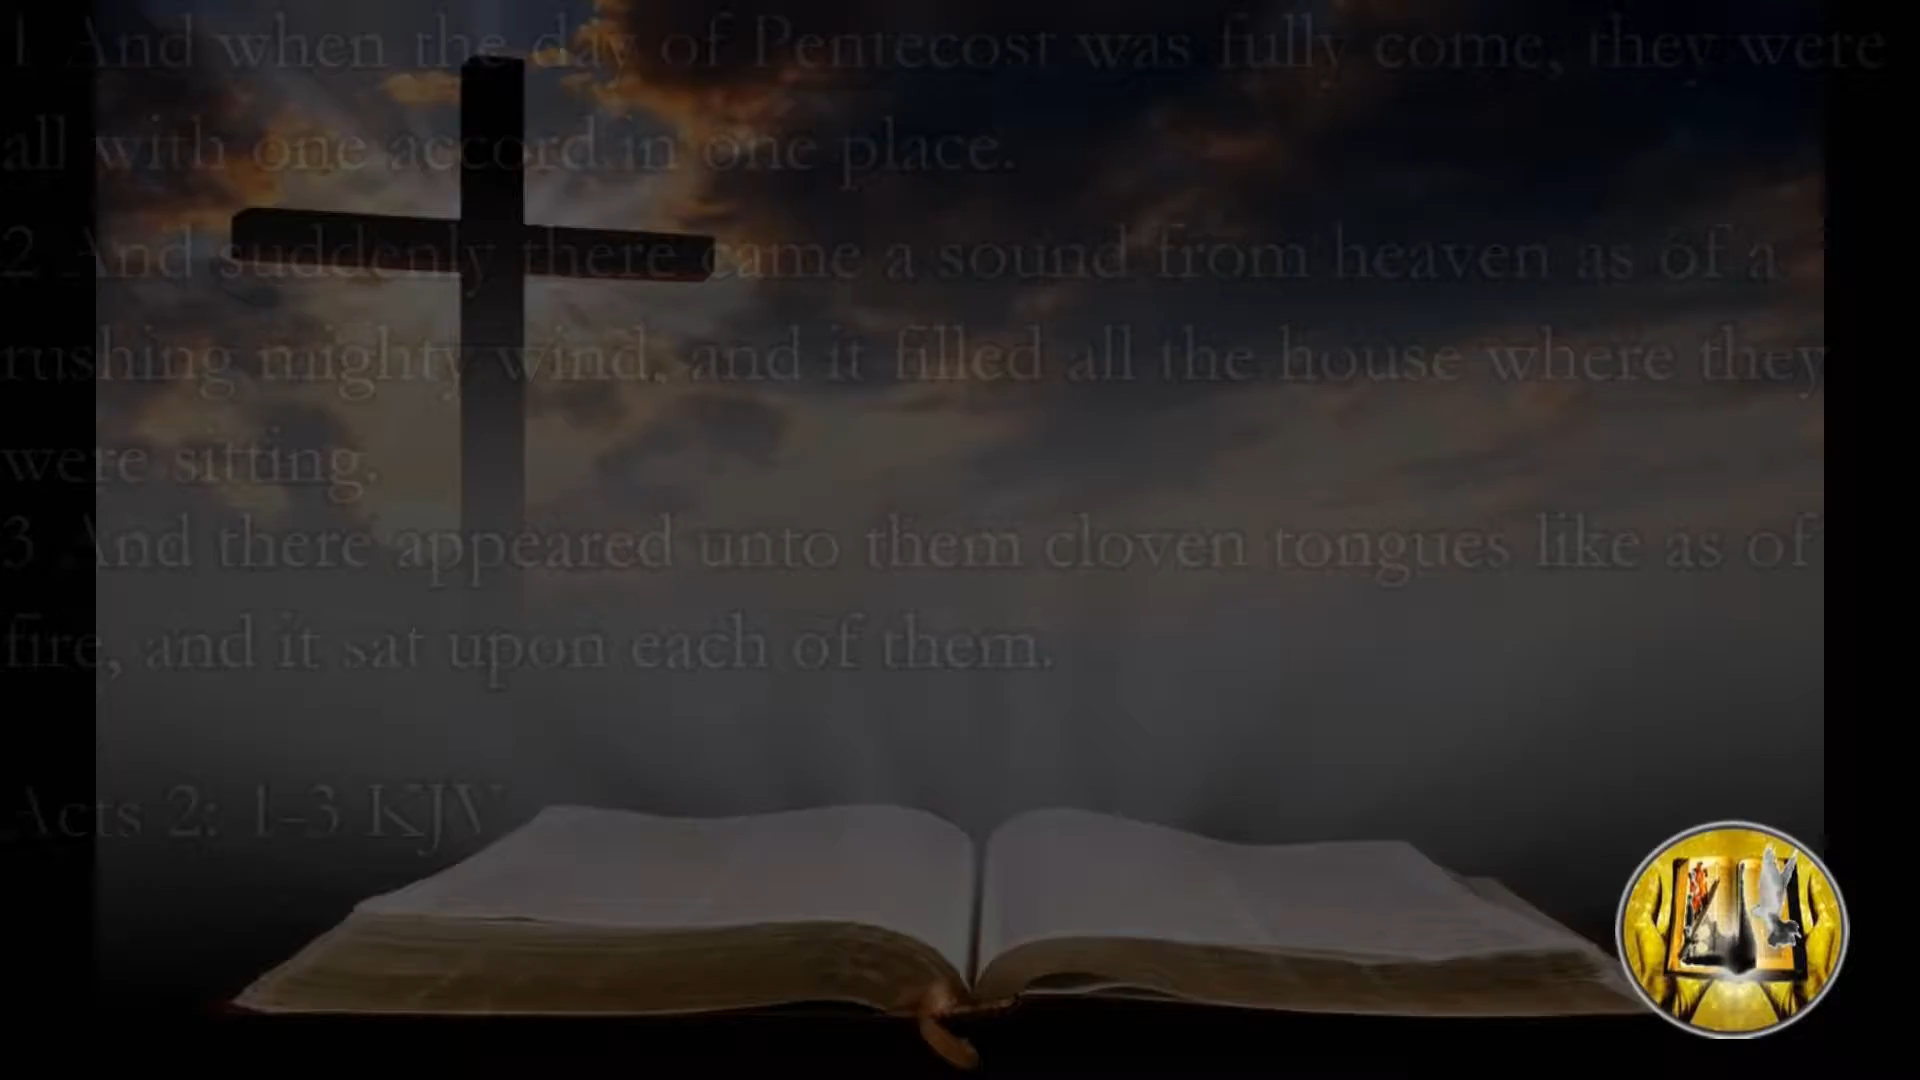 1 And when the day of Pentecost was fully come, they were
all with one accord in one place.
2 And suddenly there came a sound from heaven as of a
rushing mighty wind, and it filled all the house where they
were sitting.
3 And there appeared unto them cloven tongues like as of
fire, and it sat upon each of them.
Acts 2: 1-3 KJV